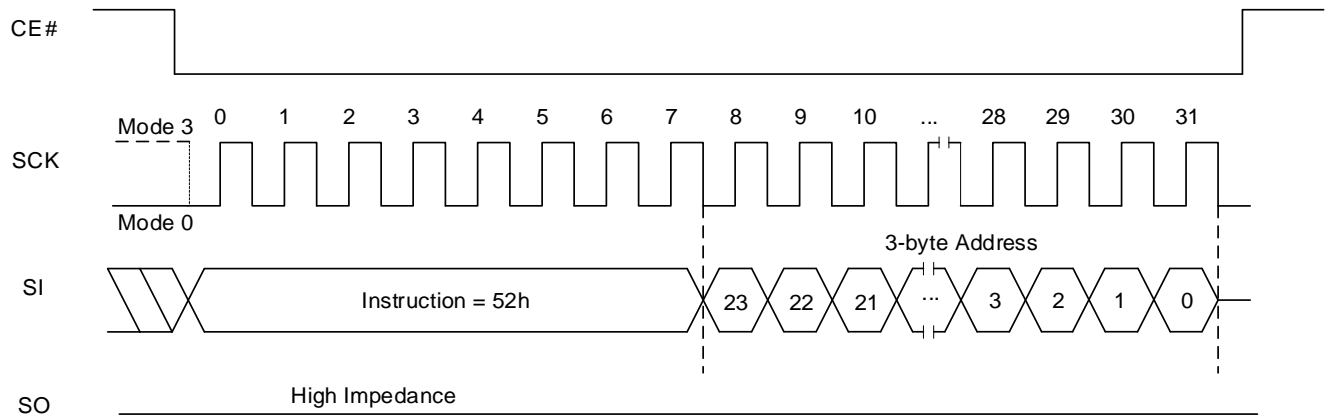 CE#
0 1 2 3 4 5 6 7 8 9 10 ... 28 29 30 31
Mode 3
SCK
Mode 0
3-byte Address
SI
Instruction = 52h 23 22 21 ... 3 2 1 0
High Impedance
SO